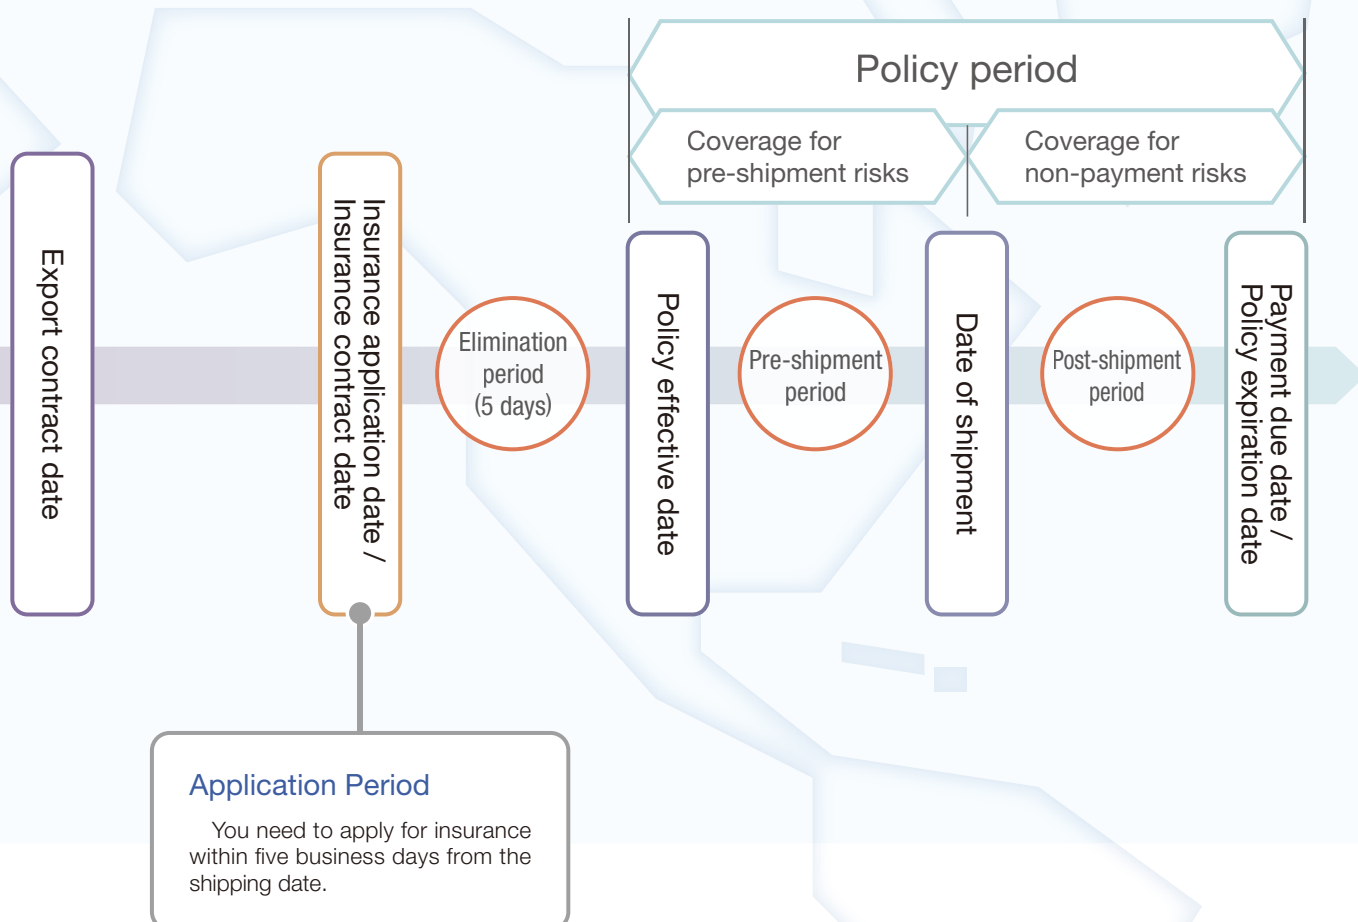 Policy period
Coverage for
pre-shipment risks
Coverage for
non-payment risks
Export contract date
Insurance application date /
Insurance contract date
Elimination
period
(5 days)
Policy effective date
Pre-shipment
period
Date of shipment
Post-shipment
period
Payment due date /
Policy expiration date
Application Period
You need to apply for insurance
within five business days from the
shipping date.